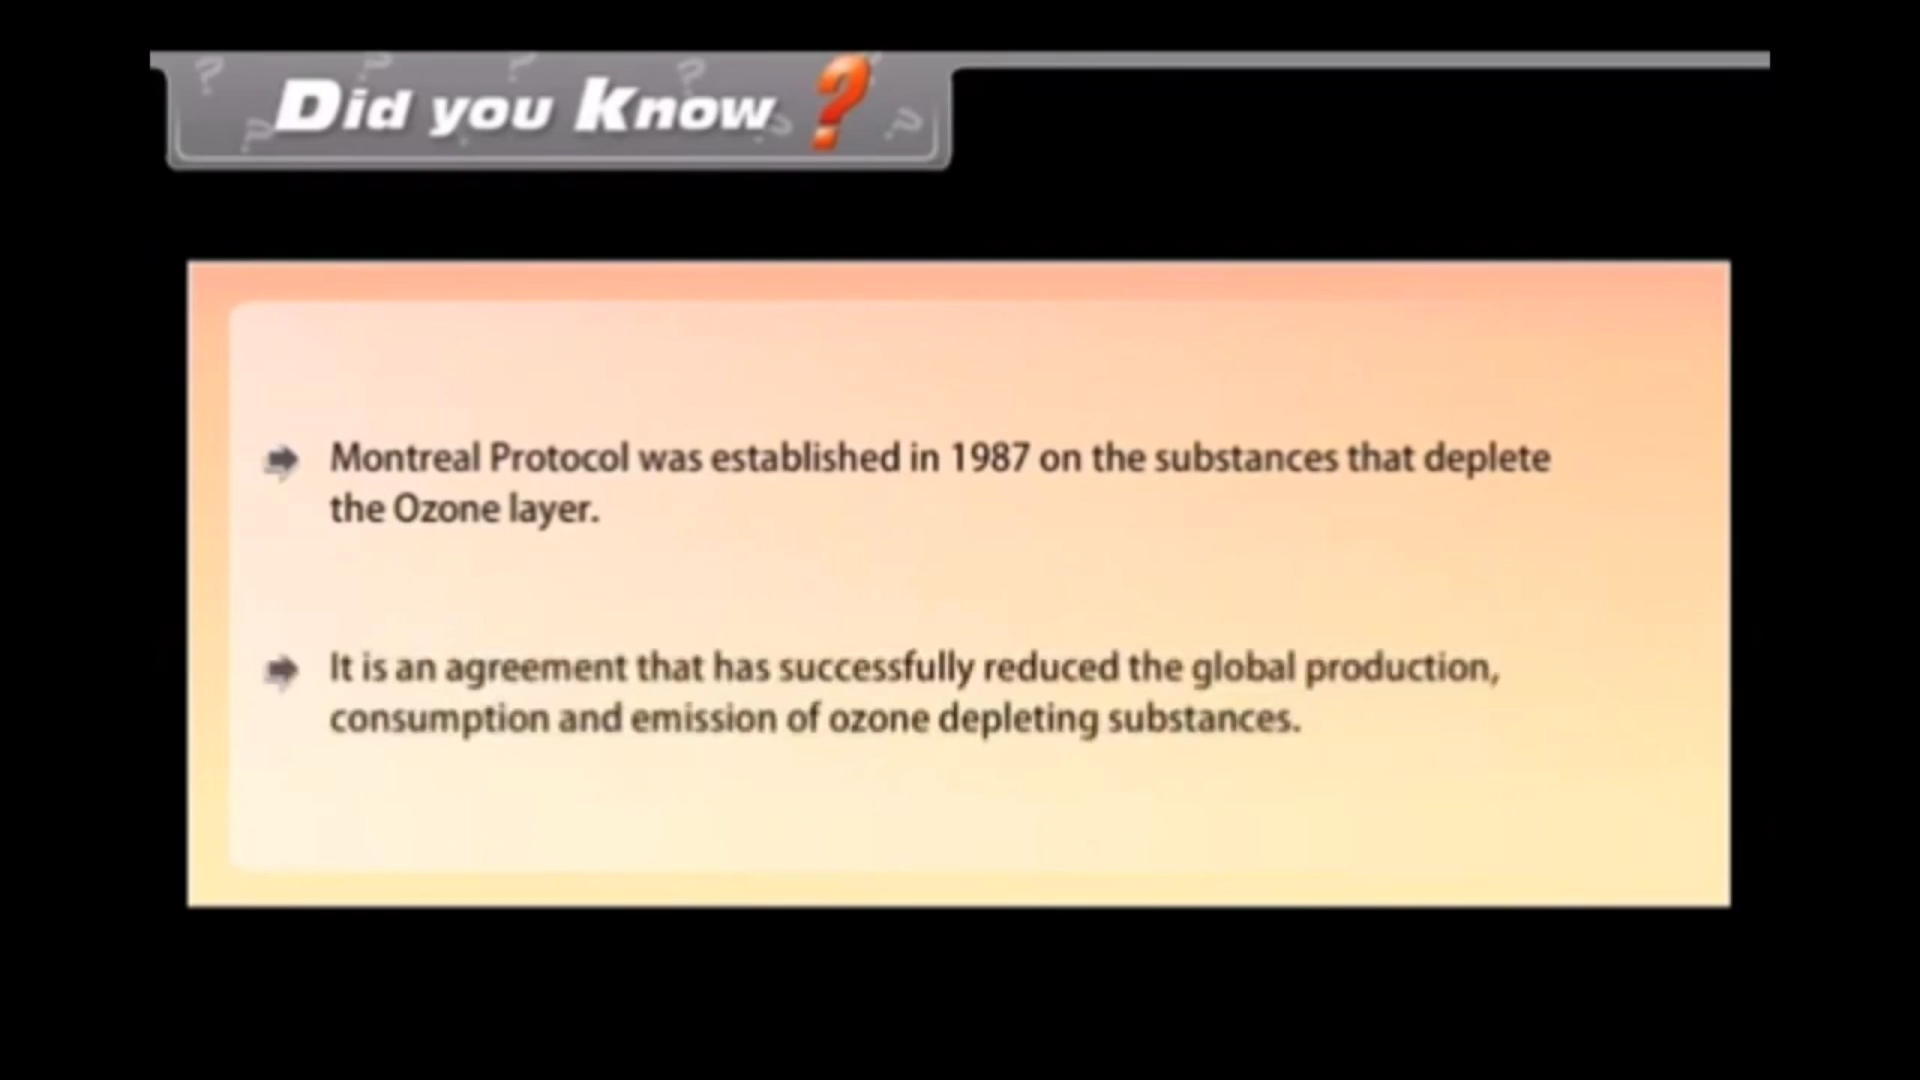 Did you Know ?
Montreal Protocol was established in 1987 on the substances that deplete
the Ozone layer.
It is an agreement that has successfully reduced the global production,
consumption and emission of ozone depleting substances.